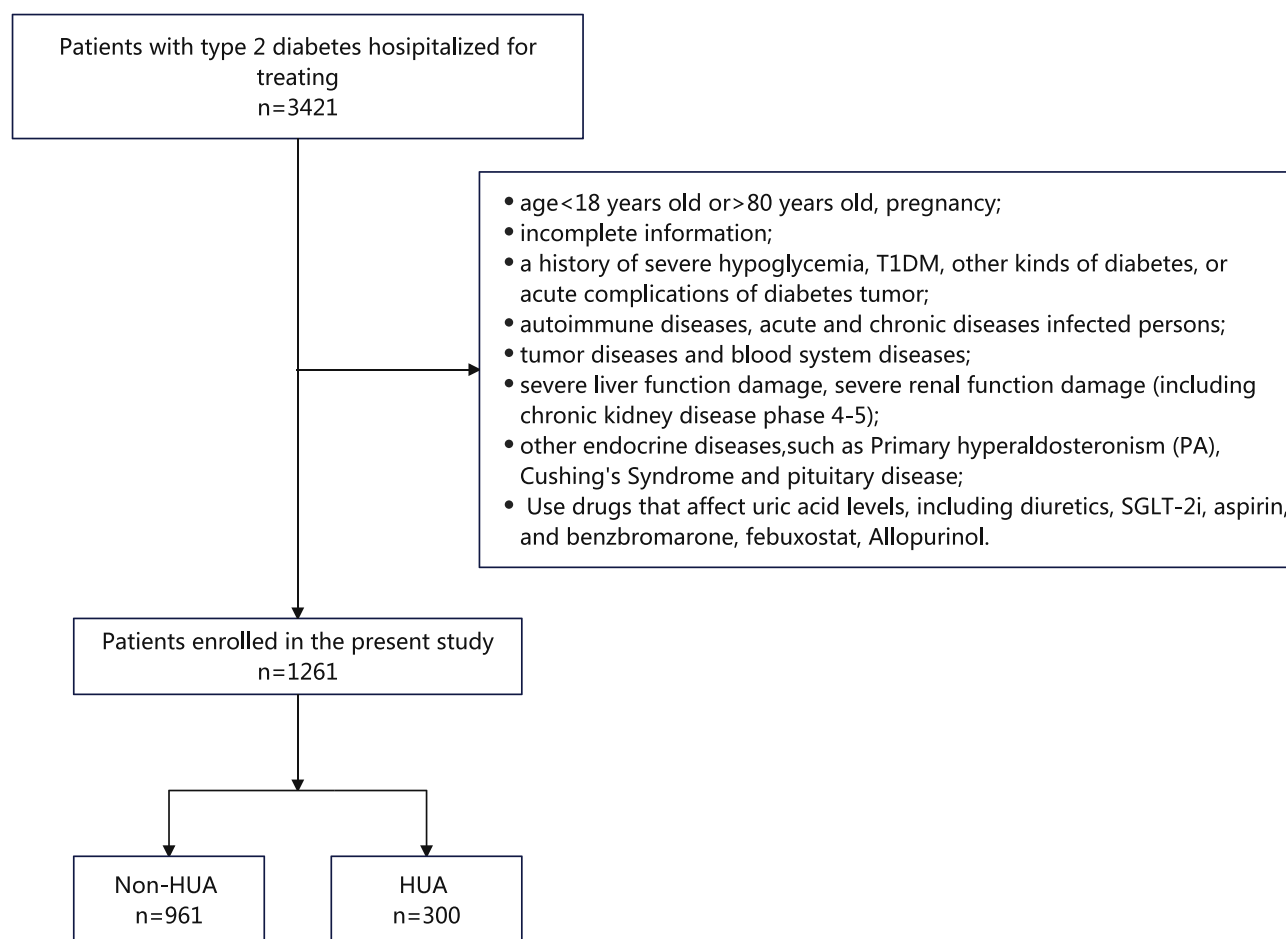 Patients with type 2 diabetes hosipitalized for
treating
n=3421
• age<18 years old or>80 years old, pregnancy;
• incomplete information;
• a history of severe hypoglycemia, T1DM, other kinds of diabetes, or
acute complications of diabetes tumor;
• autoimmune diseases, acute and chronic diseases infected persons;
• tumor diseases and blood system diseases;
• severe liver function damage, severe renal function damage (including
chronic kidney disease phase 4-5);
• other endocrine diseases,such as Primary hyperaldosteronism (PA),
Cushing's Syndrome and pituitary disease;
• Use drugs that affect uric acid levels, including diuretics, SGLT-2i, aspirin,
and benzbromarone, febuxostat, Allopurinol.
Patients enrolled in the present study
n=1261
Non-HUA
n=961
HUA
n=300